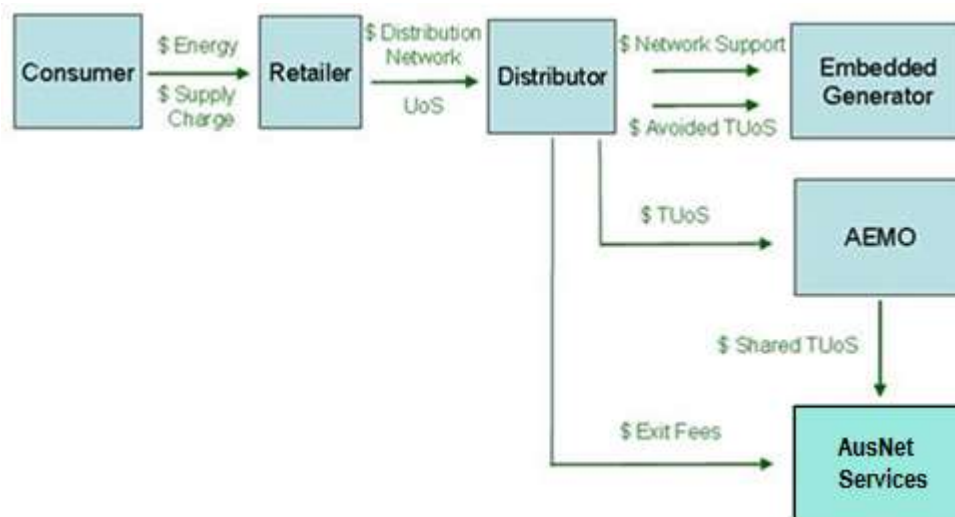 Consumer
$ Energy
$ Supply
Charge
Retailer
$ Distribution
Network
UoS
Distributor
$ Network Support
$ Avoided TUoS
Embedded
Generator
$ TUoS
AEMO
$ Shared TUoS
$ Exit Fees
AusNet
Services